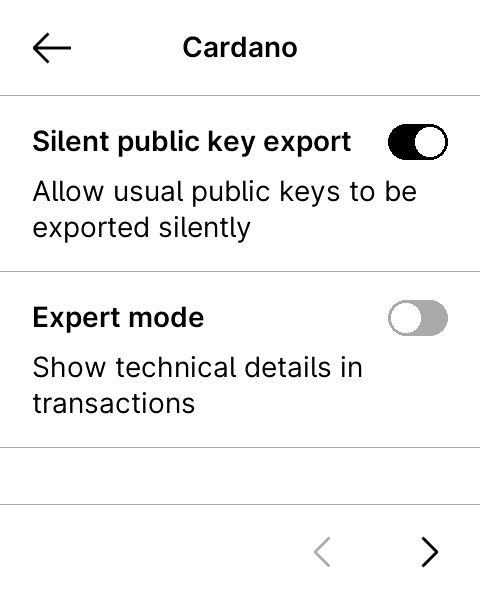 Cardano
Silent public key export
Allow usual public keys to be
exported silently
Expert mode
Show technical details in
transactions